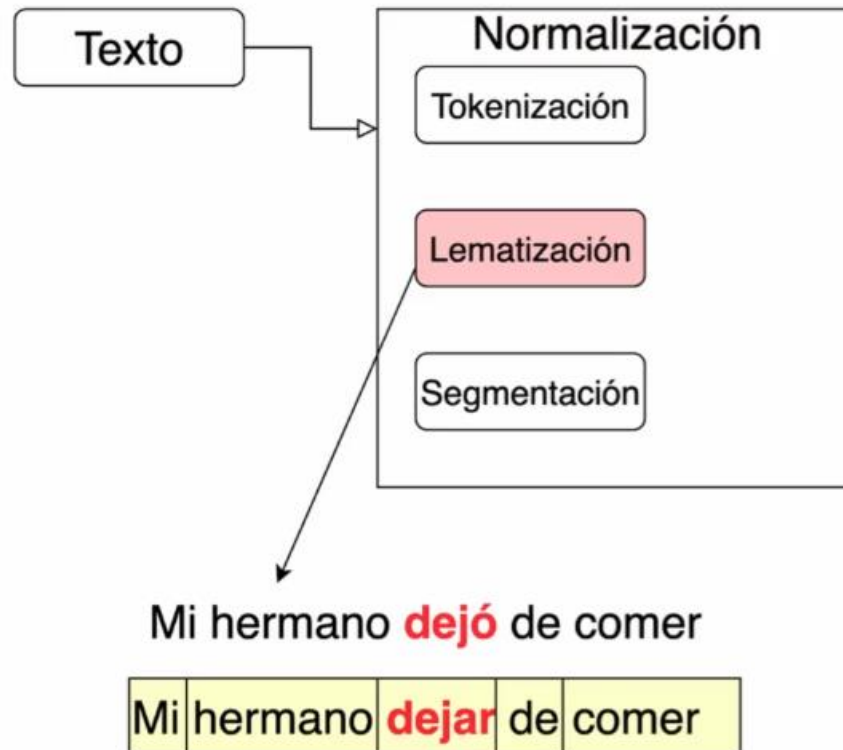 Texto
Normalización
Tokenización
Lematización
Segmentación
Mi hermano dejó de comer
Mi hermano dejar de comer